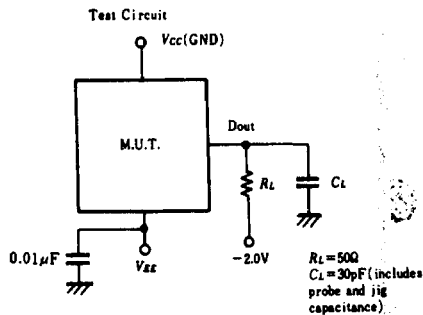 Test Circuit
Vcc(GND)
Dout
M.U.T.
RL
CL
0.01μF
VEE
−2.0V
RL=50Ω
CL=30pF(includes
probe and jig
capacitance)